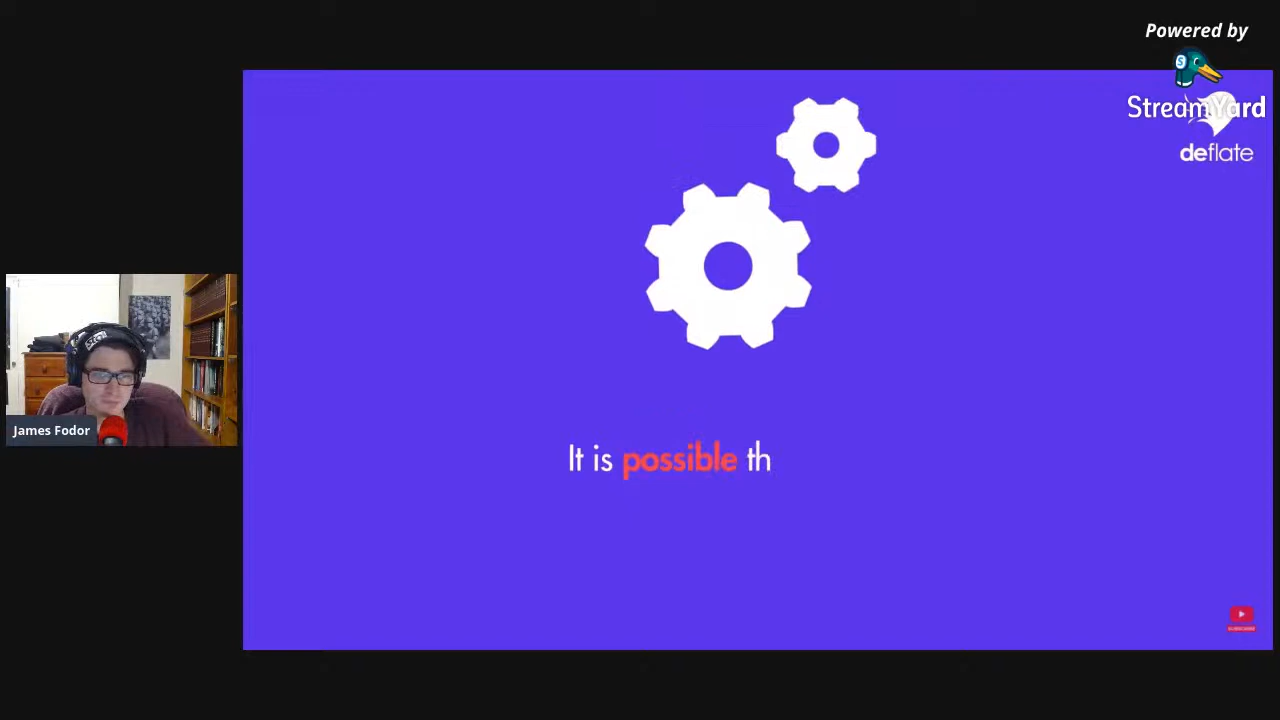 Powered by
StreamYard
deflate
James Fodor
It is possible th